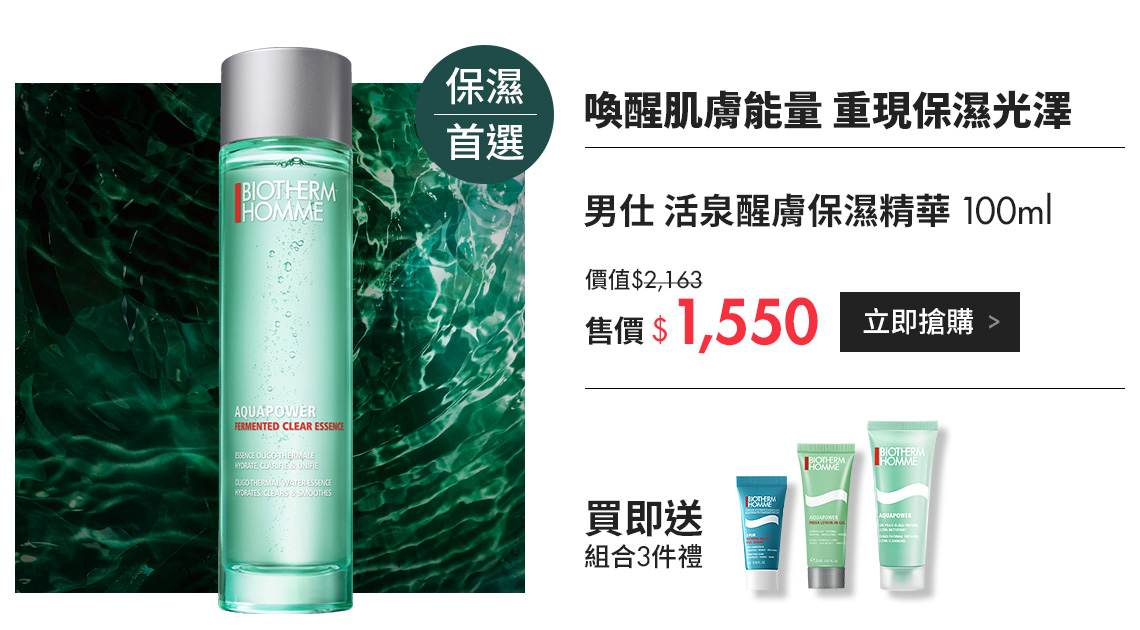 保濕
首選
BIOTHERM
HOMME
AQUAPOWER
FERMENTED CLEAR ESSENCE
ESSENCE OLIGO-THERMALE
HYDRATE, CLARIFIE & UNIFIE
OLIGO-THERMAL WATER ESSENCE
HYDRATES, CLEARS & SMOOTHES
喚醒肌膚能量 重現保濕光澤
男仕 活泉醒膚保濕精華 100ml
價值$2,163
售價 $1,550
立即搶購 >
買即送
組合3件禮
BIOTHERM
HOMME
BIOTHERM
HOMME
AQUAPOWER
BIOTHERM
HOMME
AQUAPOWER